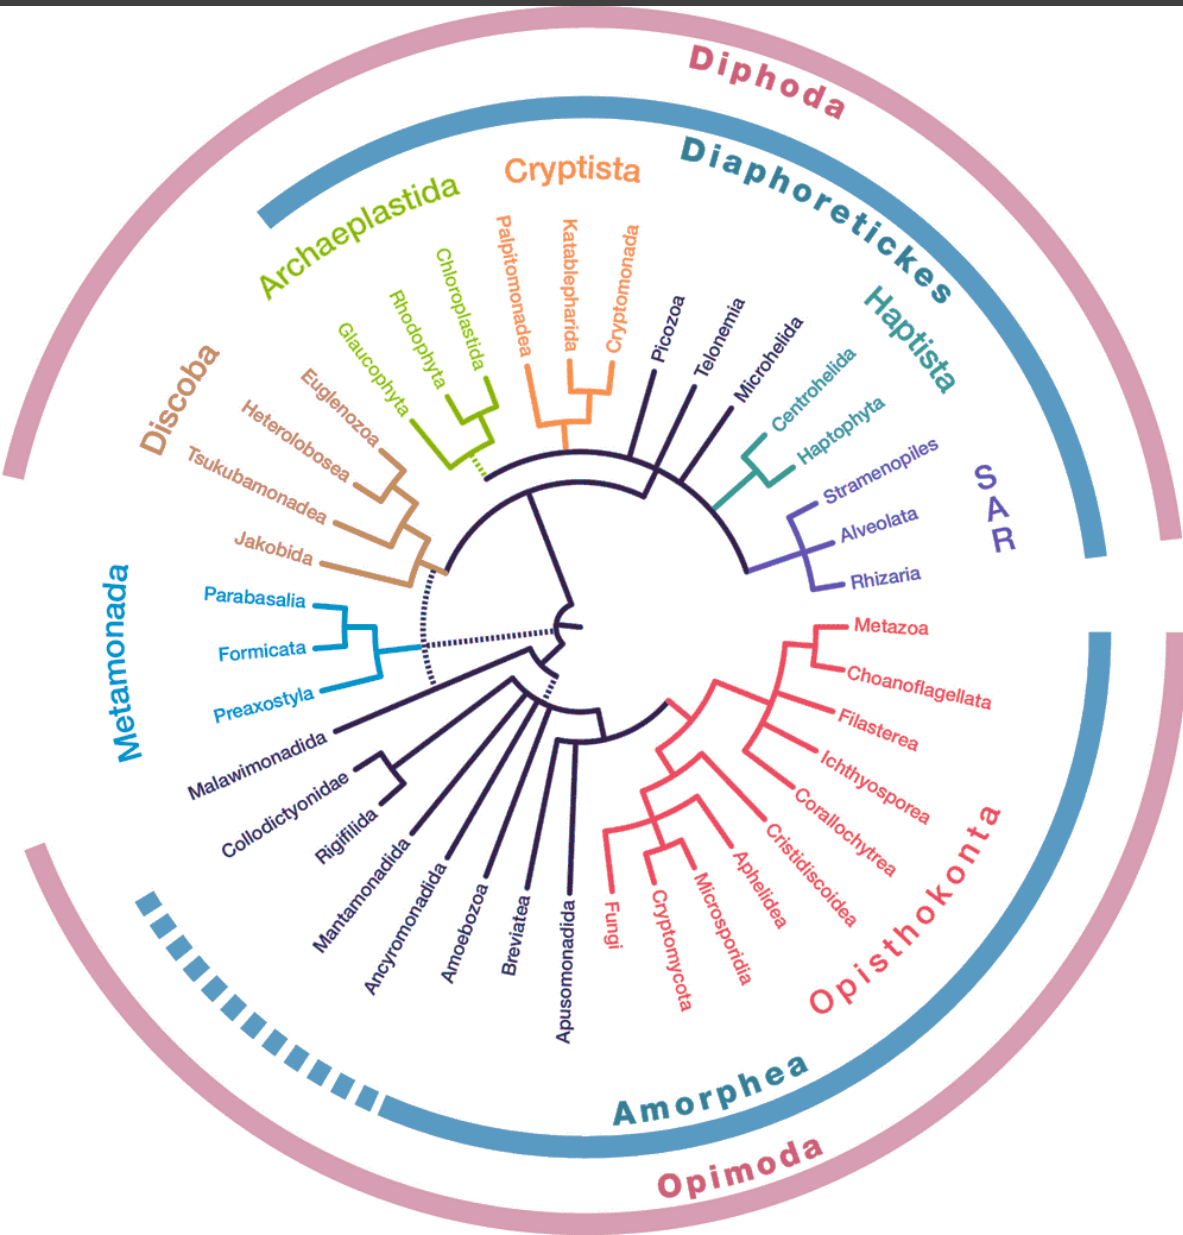 Diphoda
Diaphoretickes
Cryptista
Archaeplastida
Haptista
Discoba
S
A
R
Metamonada
Opisthokonta
Amorphea
Opimoda
Jakobida
Tsukubamonadea
Heterolobosea
Euglenozoa
Glaucophyta
Rhodophyta
Chloroplastida
Palpitomonadea
Katablepharida
Cryptomonada
Picozoa
Telonemia
Microhelida
Centrohelida
Haptophyta
Stramenopiles
Alveolata
Rhizaria
Metazoa
Choanoflagellata
Filasterea
Ichthyosporea
Corallochytrea
Cristidiscoidea
Aphelidea
Microsporidia
Cryptomycota
Fungi
Apusomonadida
Breviatea
Amoebozoa
Ancyromonadida
Mantamonadida
Rigifilida
Collodictyonidae
Malawimonadida
Preaxostyla
Formicata
Parabasalia